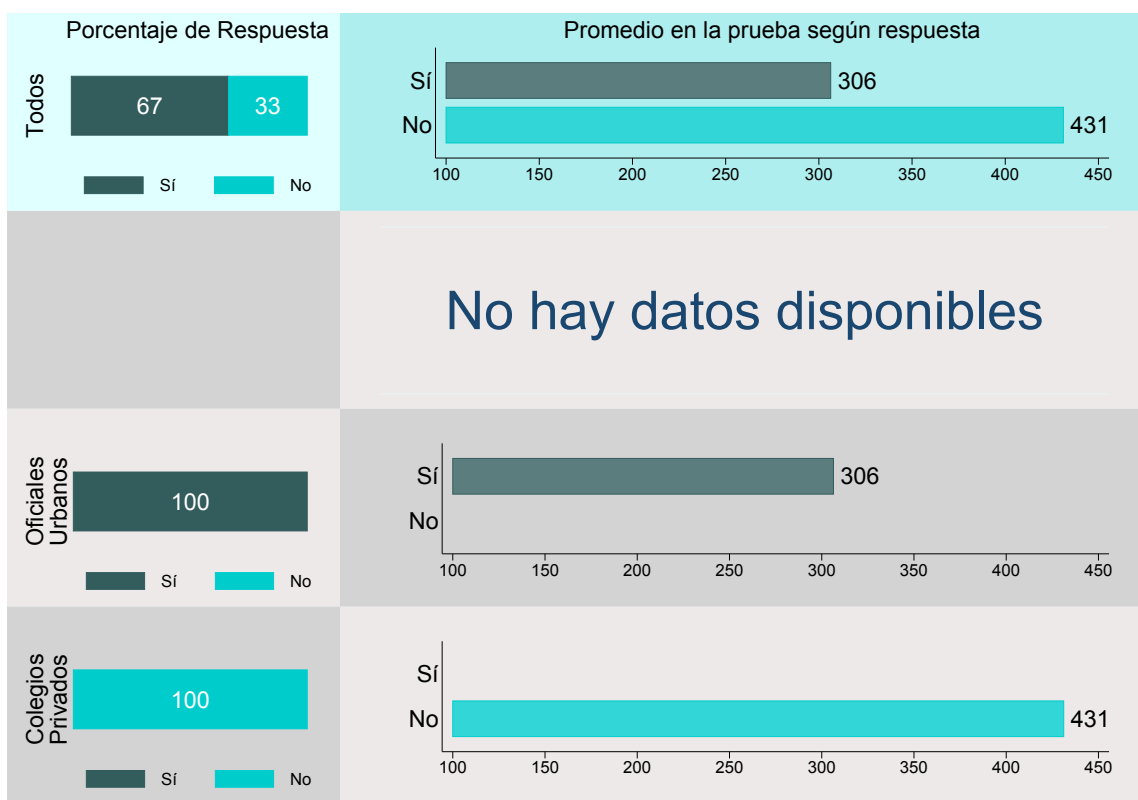 Porcentaje de Respuesta
Promedio en la prueba según respuesta
Todos
67
33
Sí
No
Sí
306
No
431
100
150
200
250
300
350
400
450
No hay datos disponibles
Oficiales
Urbanos
100
Sí
No
Sí
306
No
100
150
200
250
300
350
400
450
Colegios
Privados
100
Sí
No
Sí
No
431
100
150
200
250
300
350
400
450